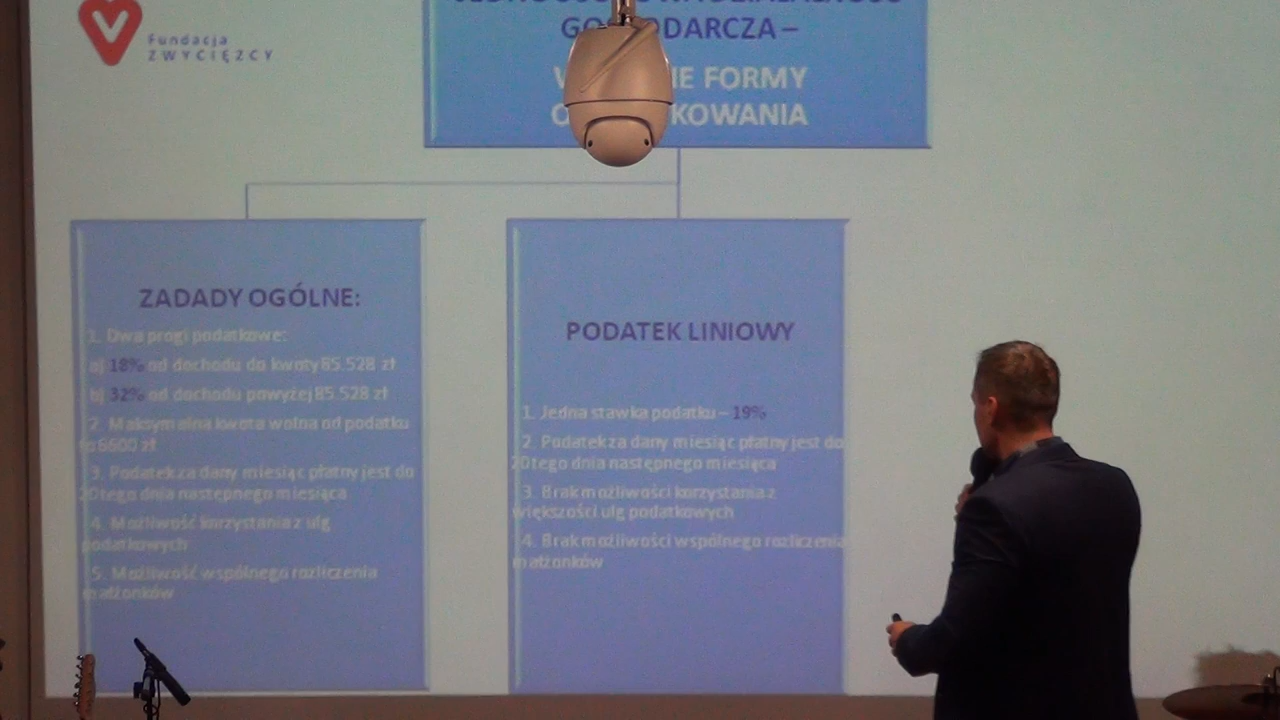 Fundacja
ZWYCIĘZCY
DARCZA –
FORMY
KOWANIA
ZADADY OGÓLNE:
1. Dwa progi podatkowe:
a) 18% od dochodu do kwoty 85.528 zł
b) 32% od dochodu powyżej 85 528 zł
2. Maksymalna kwota wolna od podatku
to 6600 zł
3. Podatek za dany miesiąc płatny jest do
20tego dnia następnego miesiąca
4. Możliwość korzystania z ulg
podatkowych
5. Możliwość wspólnego rozliczenia
małżonków
PODATEK LINIOWY
1. Jedna stawka podatku – 19%
2. Podatek za dany miesiąc płatny jest do
20tego dnia następnego miesiąca
3. Brak możliwości korzystania z
większości ulg podatkowych
4. Brak możliwości wspólnego rozliczenia
małżonków